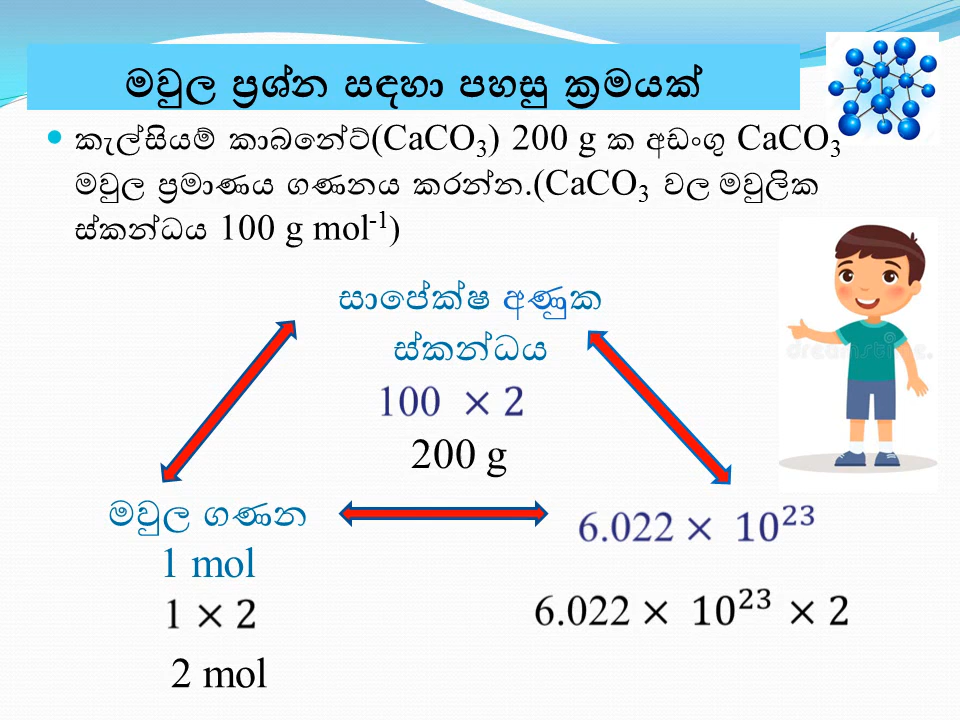 මවුල ප්‍රශ්න සඳහා පහසු ක්‍රමයක්
• කැල්සියම් කාබනේට්(CaCO₃) 200 g ක අඩංගු CaCO₃
මවුල ප්‍රමාණය ගණනය කරන්න.(CaCO₃ වල මවුලික
ස්කන්ධය 100 g mol⁻¹)
සාපේක්ෂ අණුක
ස්කන්ධය
100 × 2
200 g
dreamstime.
මවුල ගණන
6.022 × 10²³
1 mol
1 × 2
6.022 × 10²³ × 2
2 mol